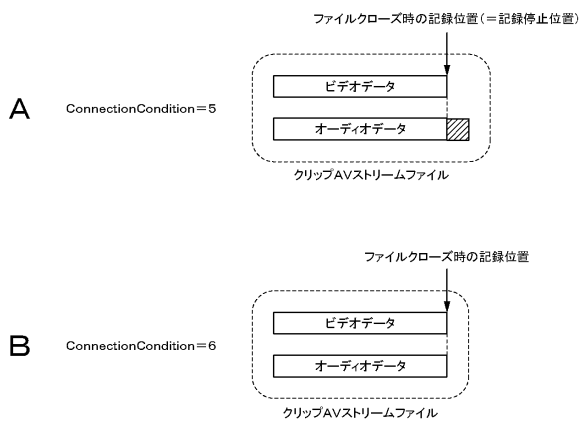 ファイルクローズ時の記録位置(=記録停止位置)
A
ConnectionCondition=5
ビデオデータ
オーディオデータ
クリップAVストリームファイル
ファイルクローズ時の記録位置
B
ConnectionCondition=6
ビデオデータ
オーディオデータ
クリップAVストリームファイル